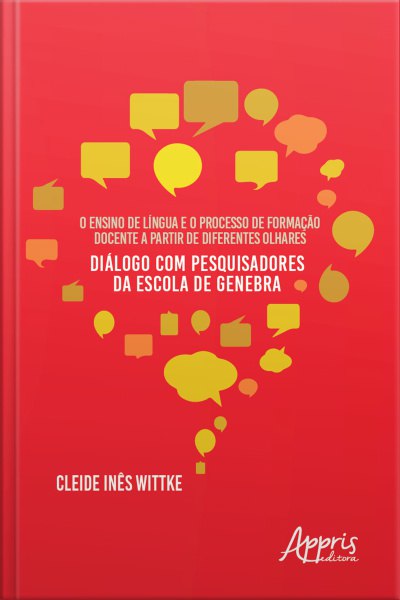 O ENSINO DE LÍNGUA E O PROCESSO DE FORMAÇÃO
DOCENTE A PARTIR DE DIFERENTES OLHARES
DIÁLOGO COM PESQUISADORES
DA ESCOLA DE GENEBRA
CLEIDE INÊS WITTKE
Appris
editora